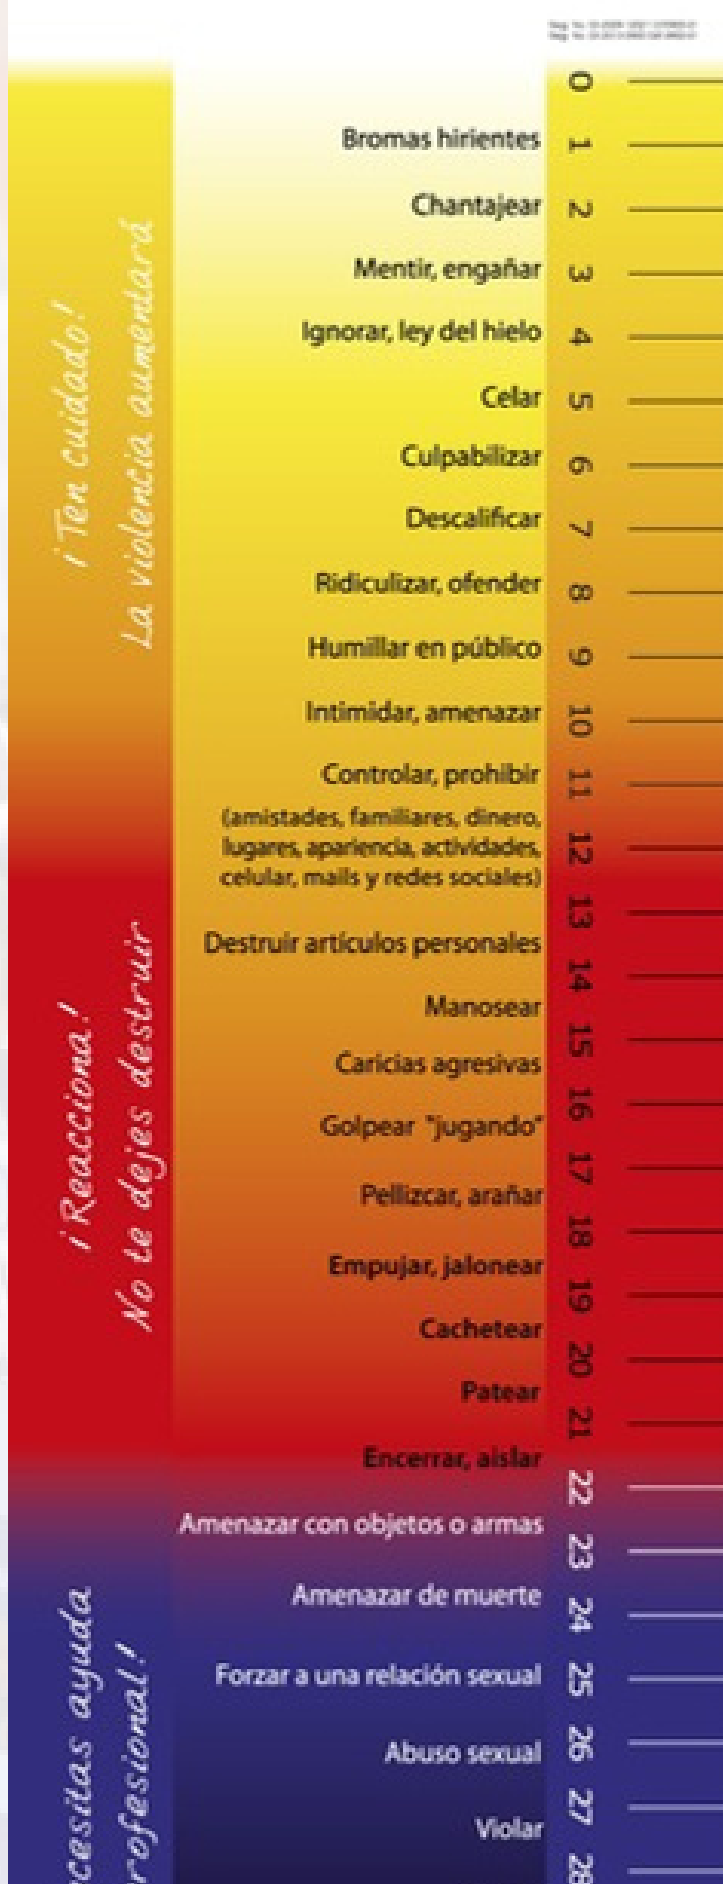 0
Bromas hirientes 1
Chantajear 2
Mentir, engañar 3
Ignorar, ley del hielo 4
Celar 5
Culpabilizar 6
Descalificar 7
Ridiculizar, ofender 8
Humillar en público 9
Intimidar, amenazar 10
Controlar, prohibir 11
(amistades, familiares, dinero,
lugares, apariencia, actividades, 12
celular, mails y redes sociales)
13
Destruir artículos personales
14
Manosear
15
Caricias agresivas
16
Golpear "jugando"
17
Pellizcar, arañar
18
Empujar, jalonear
19
Cachetear
20
Patear
21
Encerrar, aislar
22
Amenazar con objetos o armas
23
Amenazar de muerte
24
Forzar a una relación sexual 25
Abuso sexual 26
27
Violar
28
¡Ten cuidado!
La violencia aumentará
¡Reacciona!
No te dejes destruir
cesitas ayuda
rofesional!